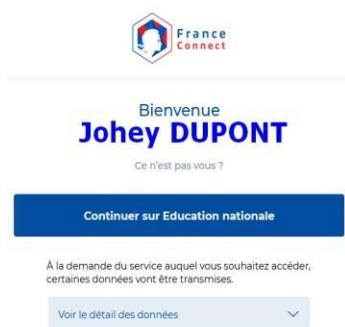 France
Connect
Bienvenue
Johey DUPONT
Ce n'est pas vous ?
Continuer sur Education nationale
À la demande du service auquel vous souhaitez accéder,
certaines données vont être transmises.
Voir le détail des données